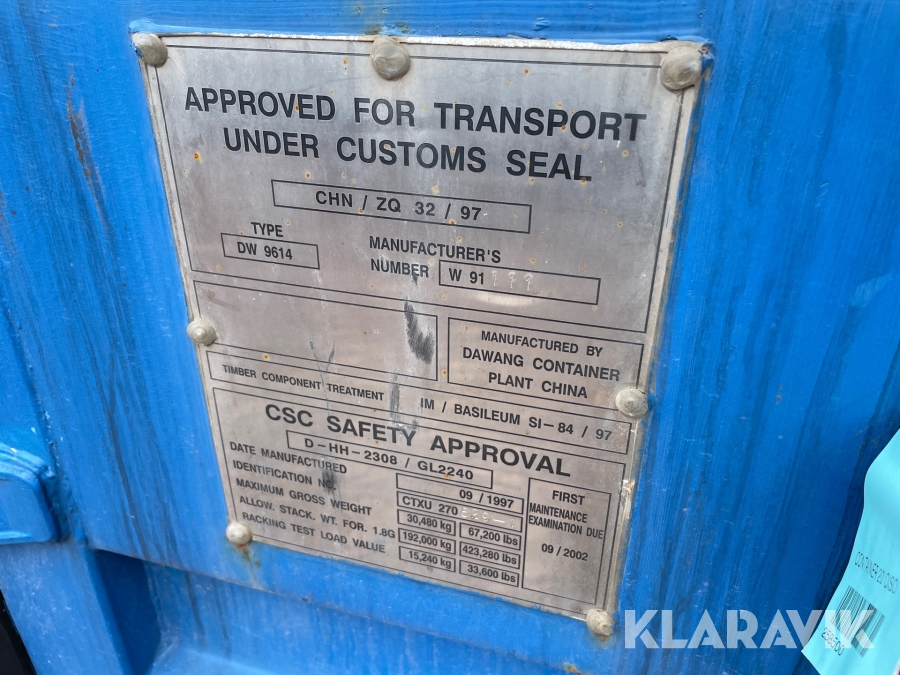 APPROVED FOR TRANSPORT
UNDER CUSTOMS SEAL
CHN / ZQ 32 / 97
TYPE
DW 9614
MANUFACTURER'S
NUMBER W 91
MANUFACTURED BY
DAWANG CONTAINER
PLANT CHINA
TIMBER COMPONENT TREATMENT IM / BASILEUM SI-84 / 97
CSC SAFETY APPROVAL
D-HH-2308 / GL2240
DATE MANUFACTURED 09 / 1997
IDENTIFICATION NO. CTXU 270
MAXIMUM GROSS WEIGHT 30,480 kg 67,200 lbs
ALLOW. STACK. WT. FOR. 1.8G 192,000 kg 423,280 lbs
RACKING TEST LOAD VALUE 15,240 kg 33,600 lbs
FIRST
MAINTENANCE
EXAMINATION DUE
09 / 2002
KLARAVIK